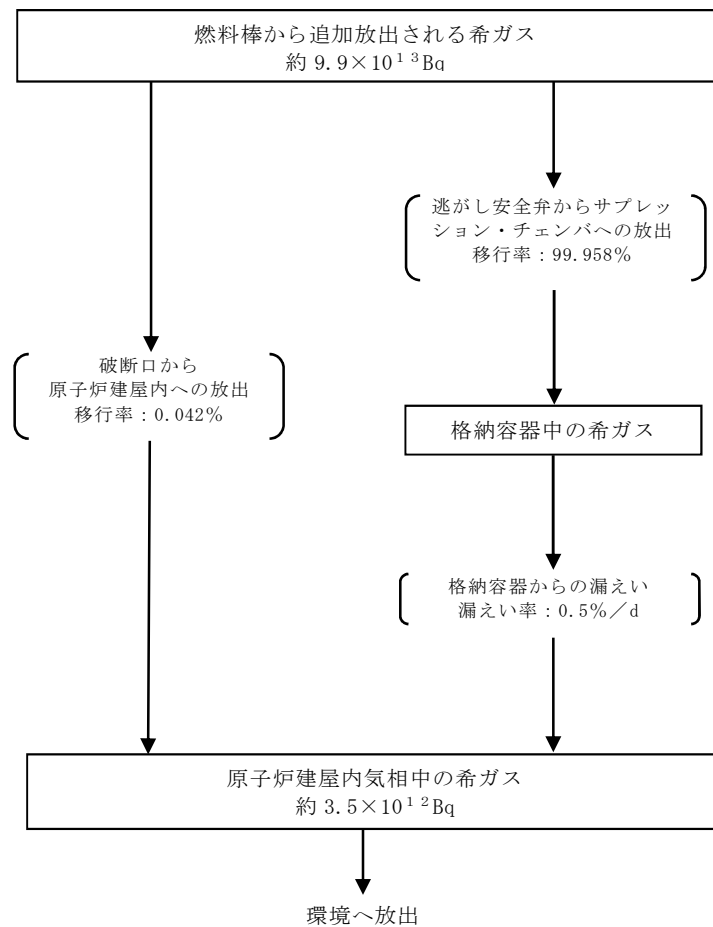 燃料棒から追加放出される希ガス
約 9.9×10¹³Bq
逃がし安全弁からサプレッ
ション・チェンバへの放出
移行率：99.958％
破断口から
原子炉建屋内への放出
移行率：0.042％
格納容器中の希ガス
格納容器からの漏えい
漏えい率：0.5％／d
原子炉建屋内気相中の希ガス
約 3.5×10¹²Bq
環境へ放出